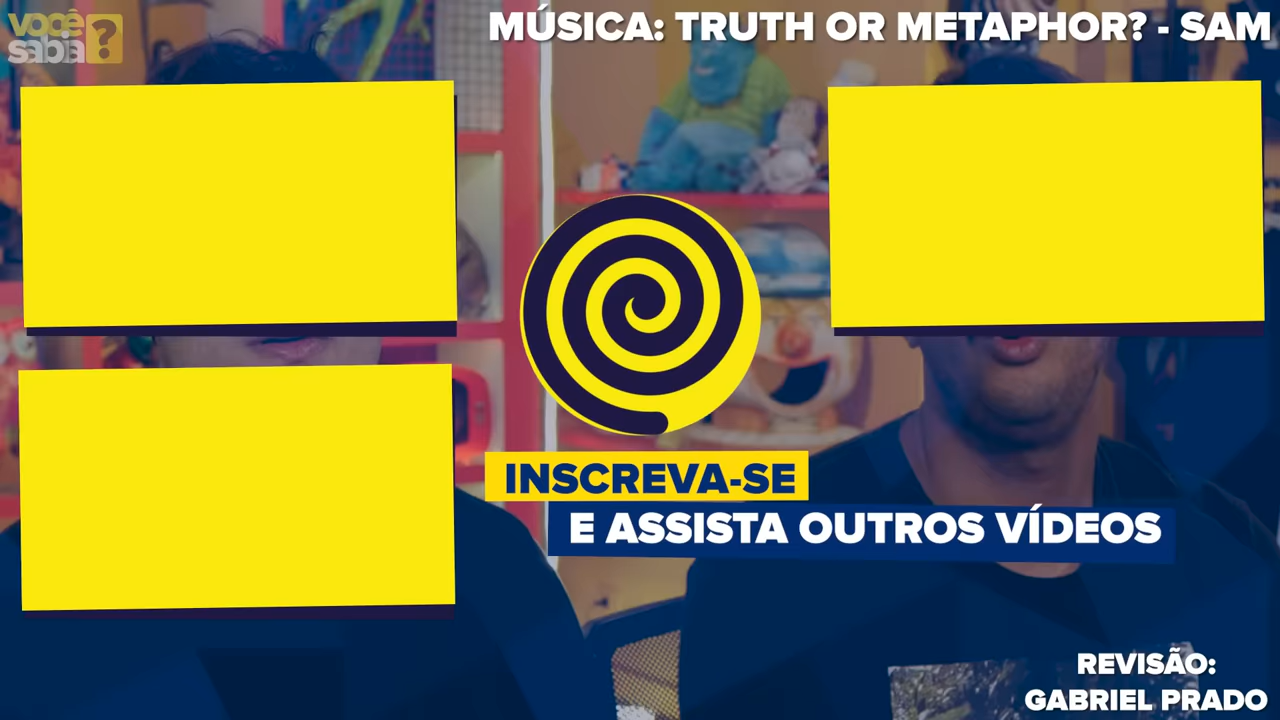 você
sabia?
MÚSICA: TRUTH OR METAPHOR? - SAM
INSCREVA-SE
E ASSISTA OUTROS VÍDEOS
REVISÃO:
GABRIEL PRADO